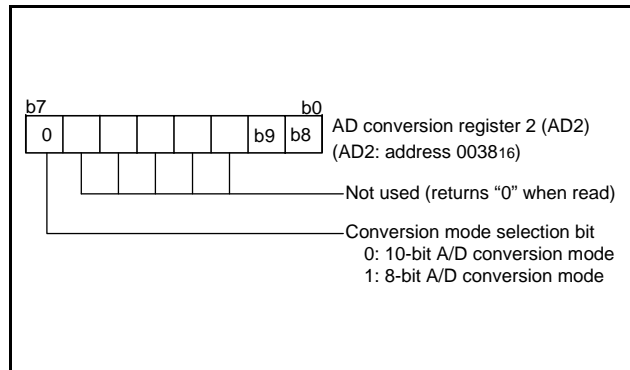 b7 b0
0 b9 b8
AD conversion register 2 (AD2)
(AD2: address 003816)
Not used (returns “0” when read)
Conversion mode selection bit
0: 10-bit A/D conversion mode
1: 8-bit A/D conversion mode